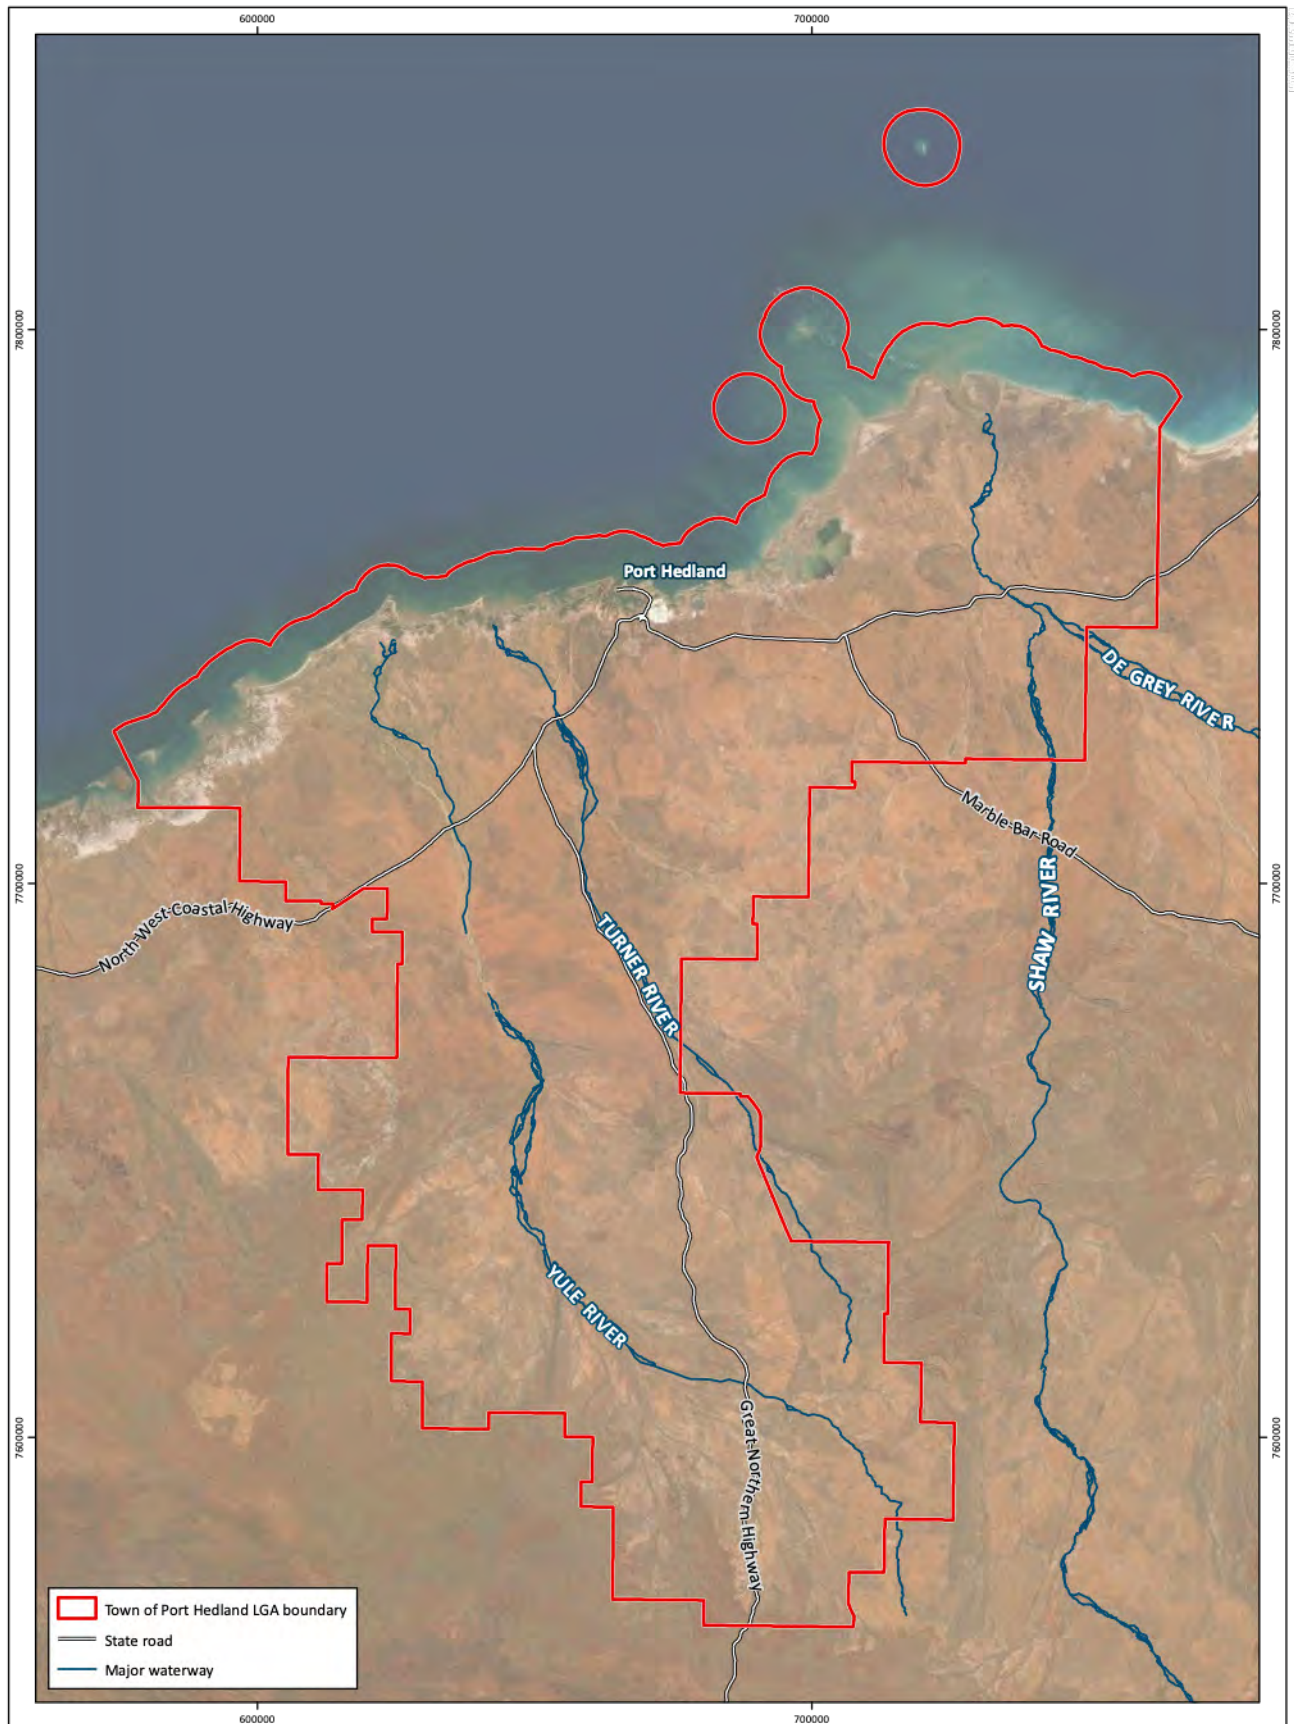 600000
700000
7800000
7800000
Port Hedland
DE GREY RIVER
Marble Bar Road
7700000
7700000
North West Coastal Highway
SHAW RIVER
TURNER RIVER
YULE RIVER
Great Northern Highway
7600000
7600000
Town of Port Hedland LGA boundary
State road
Major waterway
600000
700000